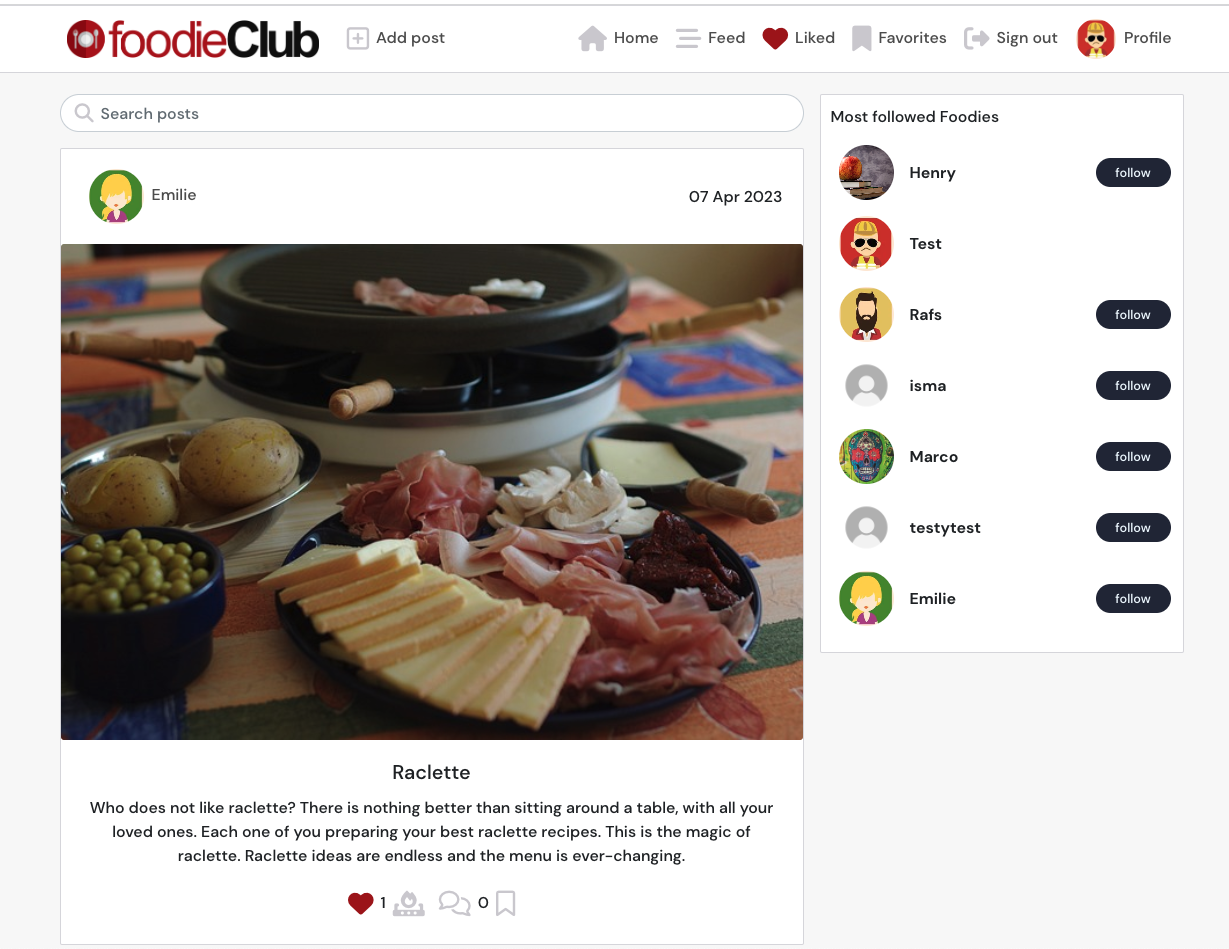 foodieClub
Add post
Home
Feed
Liked
Favorites
Sign out
Profile
Search posts
Emilie
07 Apr 2023
Raclette
Who does not like raclette? There is nothing better than sitting around a table, with all your
loved ones. Each one of you preparing your best raclette recipes. This is the magic of
raclette. Raclette ideas are endless and the menu is ever-changing.
1
0
Most followed Foodies
Henry
follow
Test
Rafs
follow
isma
follow
Marco
follow
testytest
follow
Emilie
follow